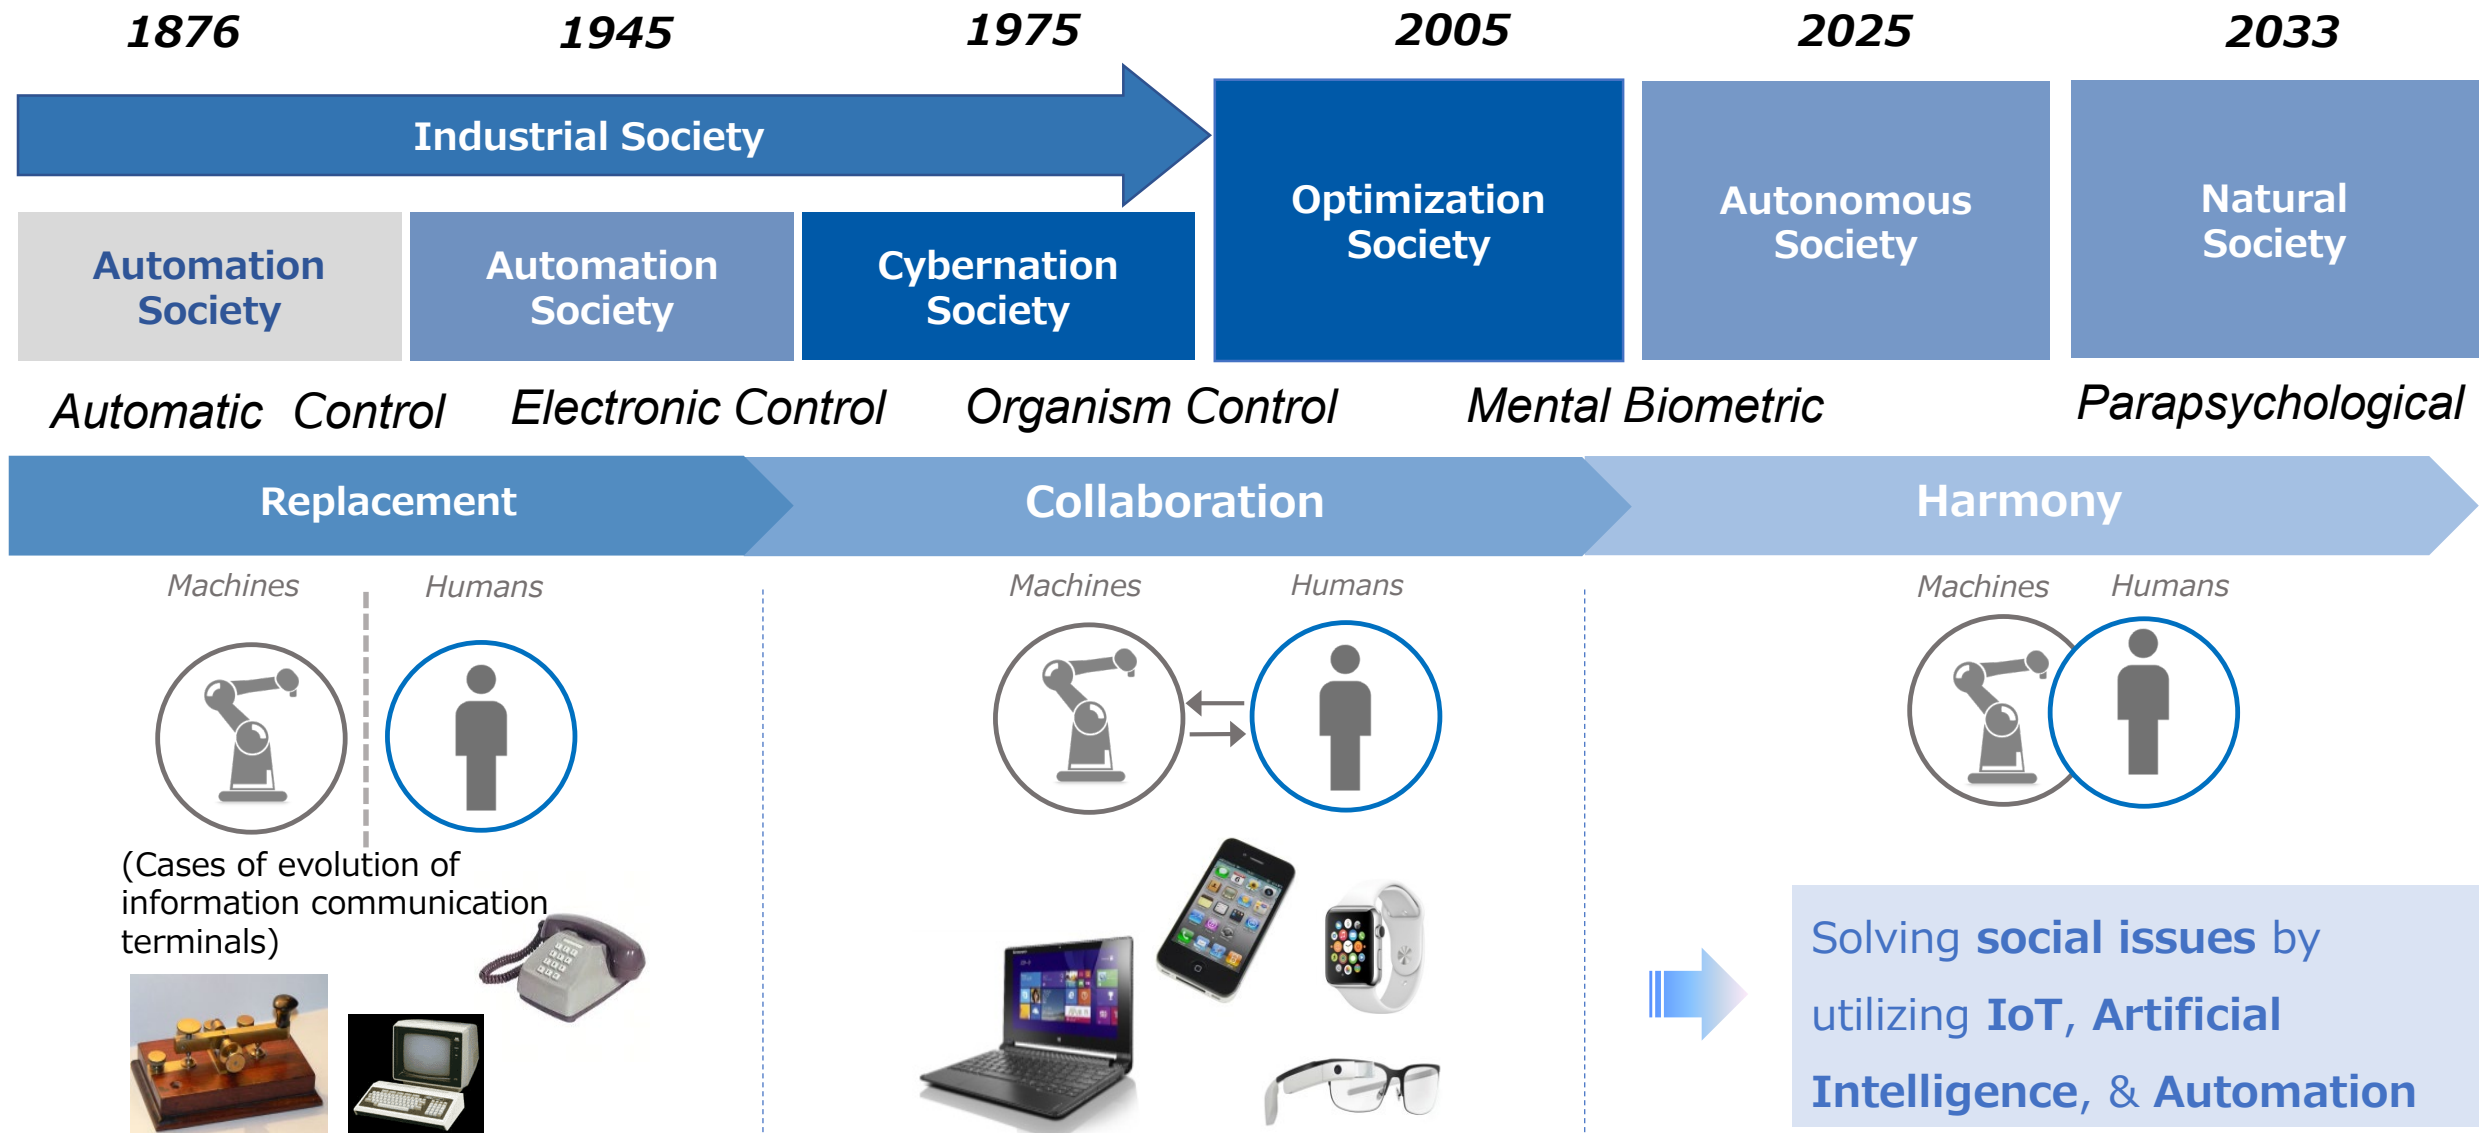 1876
1945
1975
2005
2025
2033
Industrial Society
Automation
Society
Automation
Society
Cybernation
Society
Optimization
Society
Autonomous
Society
Natural
Society
Automatic Control
Electronic Control
Organism Control
Mental Biometric
Parapsychological
Replacement
Collaboration
Harmony
Machines
Humans
Machines
Humans
Machines
Humans
(Cases of evolution of
information communication
terminals)
Solving social issues by
utilizing IoT, Artificial
Intelligence, & Automation